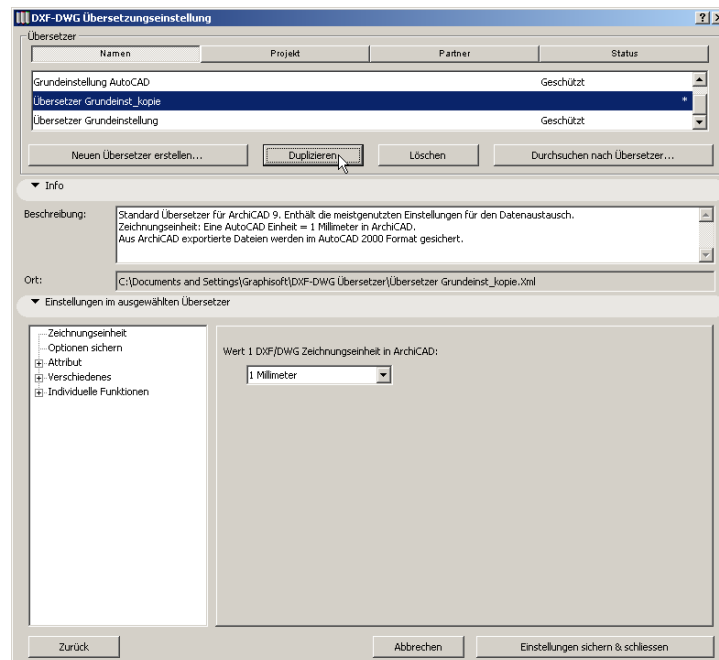 DXF-DWG Übersetzungseinstellung
Übersetzer
Namen Projekt Partner Status
Grundeinstellung AutoCAD Geschützt
Übersetzer Grundeinst_kopie *
Übersetzer Grundeinstellung Geschützt
Neuen Übersetzer erstellen... Duplizieren Löschen Durchsuchen nach Übersetzer...
Info
Beschreibung: Standard Übersetzer für ArchiCAD 9. Enthält die meistgenutzten Einstellungen für den Datenaustausch.
Zeichnungseinheit: Eine AutoCAD Einheit = 1 Millimeter in ArchiCAD.
Aus ArchiCAD exportierte Dateien werden im AutoCAD 2000 Format gesichert.
Ort: C:\Documents and Settings\Graphisoft\DXF-DWG Übersetzer\Übersetzer Grundeinst_kopie.Xml
Einstellungen im ausgewählten Übersetzer
Zeichnungseinheit
Optionen sichern
Attribut
Verschiedenes
Individuelle Funktionen
Wert 1 DXF/DWG Zeichnungseinheit in ArchiCAD:
1 Millimeter
Zurück Abbrechen Einstellungen sichern & schliessen